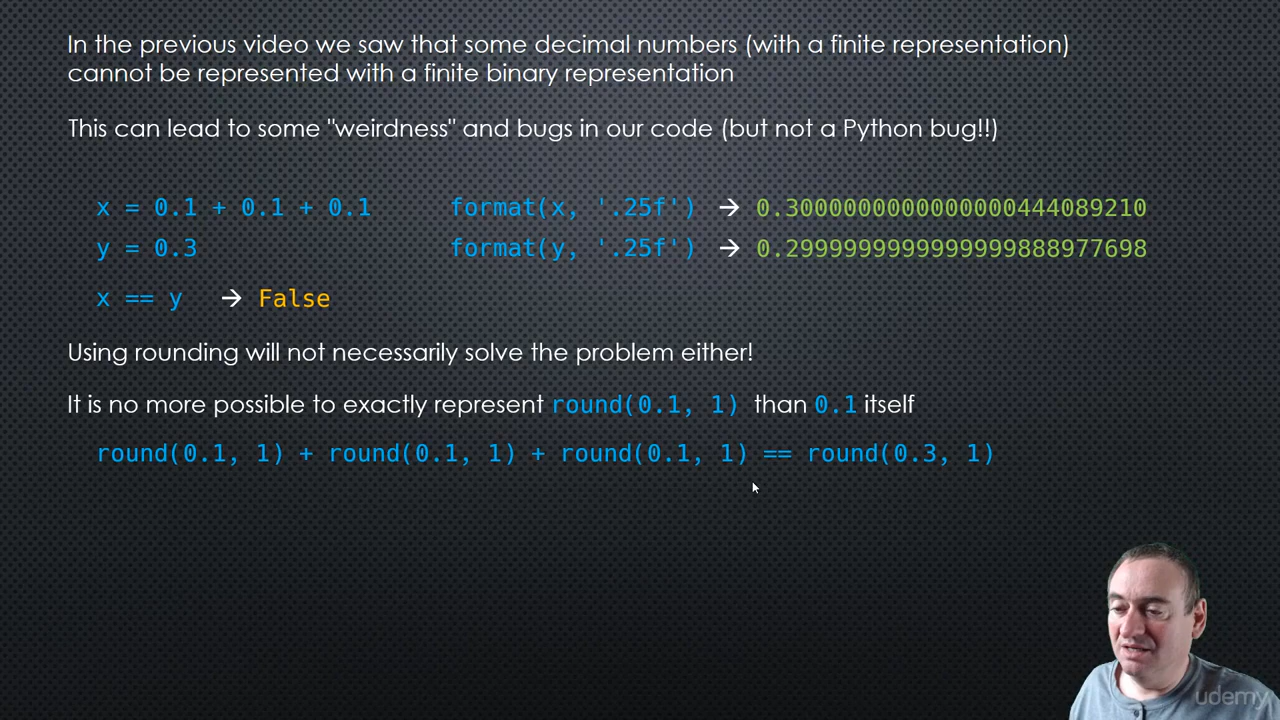 In the previous video we saw that some decimal numbers (with a finite representation)
cannot be represented with a finite binary representation
This can lead to some "weirdness" and bugs in our code (but not a Python bug!!)
x = 0.1 + 0.1 + 0.1 format(x, '.25f') → 0.3000000000000000444089210
y = 0.3 format(y, '.25f') → 0.2999999999999999888977698
x == y → False
Using rounding will not necessarily solve the problem either!
It is no more possible to exactly represent round(0.1, 1) than 0.1 itself
round(0.1, 1) + round(0.1, 1) + round(0.1, 1) == round(0.3, 1)
udemy